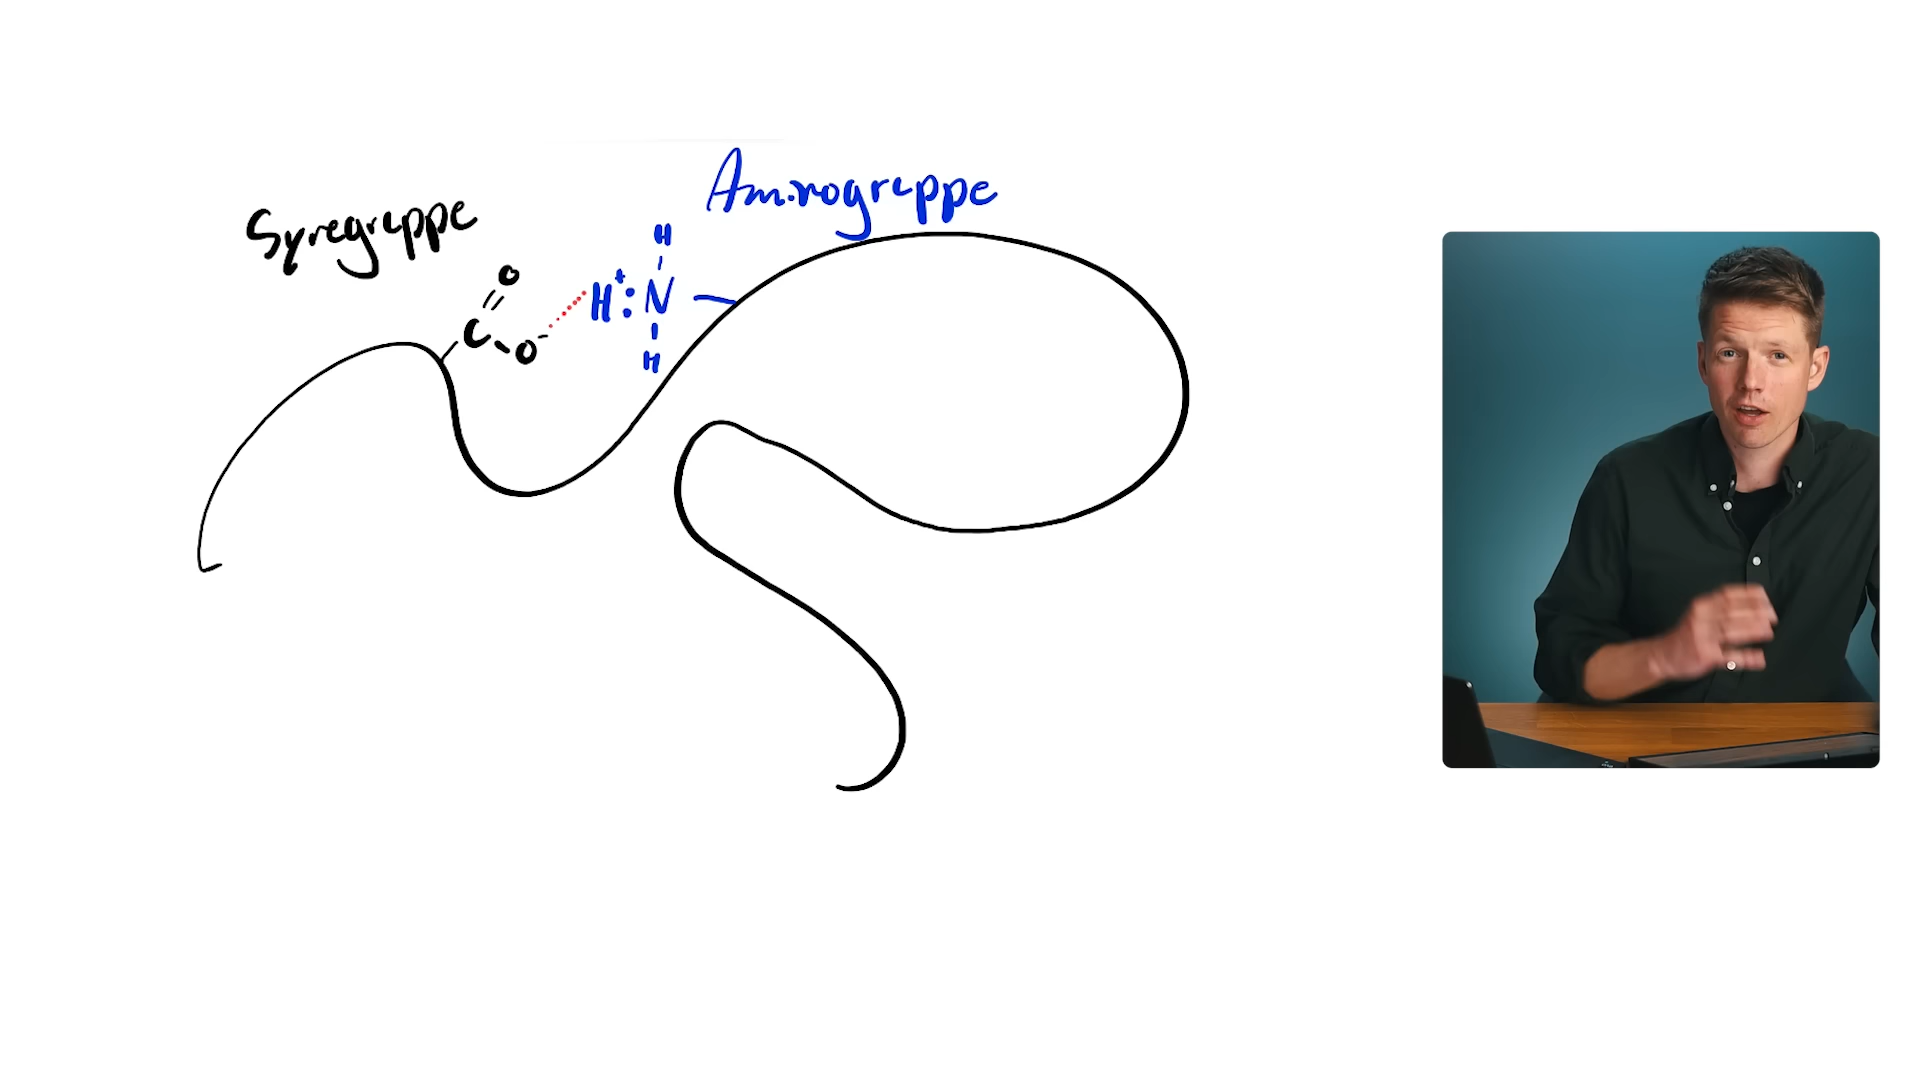 Syregruppe
Aminogruppe
H
O
H⁺:N
C
O⁻
H